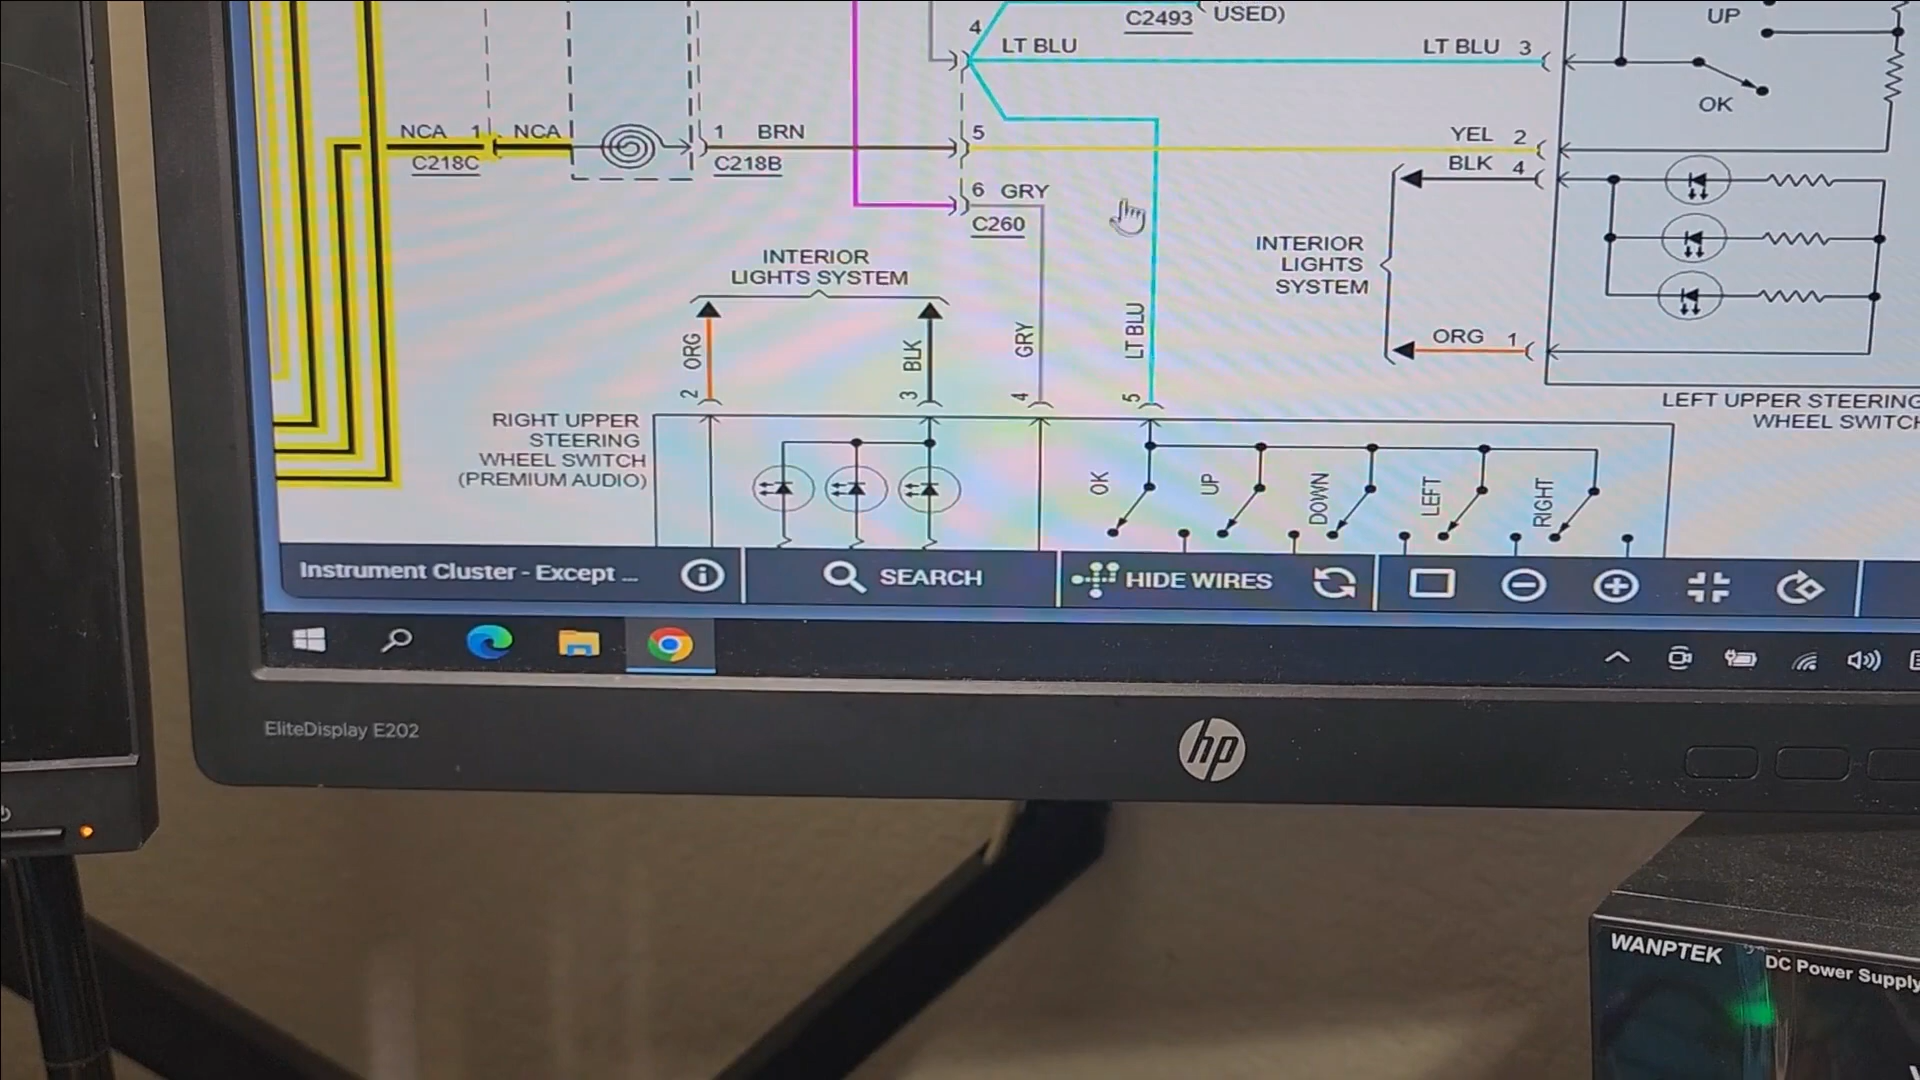 UP
C2493
USED)
4
LT BLU
LT BLU 3
OK
NCA 1
NCA
C218C
1 BRN
C218B
5
YEL 2
BLK 4
6 GRY
C260
INTERIOR
LIGHTS SYSTEM
INTERIOR
LIGHTS
SYSTEM
2 ORG
3 BLK
4 GRY
5 LT BLU
ORG 1
RIGHT UPPER
STEERING
WHEEL SWITCH
(PREMIUM AUDIO)
LEFT UPPER STEERING
WHEEL SWITCH
OK
UP
DOWN
LEFT
RIGHT
Instrument Cluster - Except ...
SEARCH
HIDE WIRES
EliteDisplay E202
hp
WANPTEK
DC Power Supply